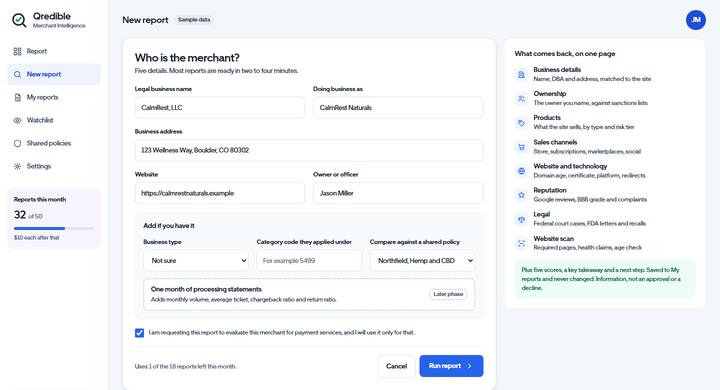 Qredible
Merchant Intelligence
Report
New report
My reports
Watchlist
Shared policies
Settings
Reports this month
32 of 50
$10 each after that
New report
Sample data
JM
Who is the merchant?
Five details. Most reports are ready in two to four minutes.
Legal business name
Doing business as
CalmRest, LLC
CalmRest Naturals
Business address
123 Wellness Way, Boulder, CO 80302
Website
Owner or officer
https://calmrestnaturals.example
Jason Miller
Add if you have it
Business type
Category code they applied under
Compare against a shared policy
Not sure
For example 5499
Northfield, Hemp and CBD
One month of processing statements
Adds monthly volume, average ticket, chargeback ratio and return ratio.
Later phase
I am requesting this report to evaluate this merchant for payment services, and I will use it only for that.
Uses 1 of the 18 reports left this month.
Cancel
Run report
What comes back, on one page
Business details
Name, DBA and address, matched to the site
Ownership
The owner you name, against sanctions lists
Products
What the site sells, by type and risk tier
Sales channels
Store, subscriptions, marketplaces, social
Website and technology
Domain age, certificate, platform, redirects
Reputation
Google reviews, BBB grade and complaints
Legal
Federal court cases, FDA letters and recalls
Website scan
Required pages, health claims, age check
Plus five scores, a key takeaway and a next step. Saved to My
reports and never changed. Information, not an approval or a
decline.